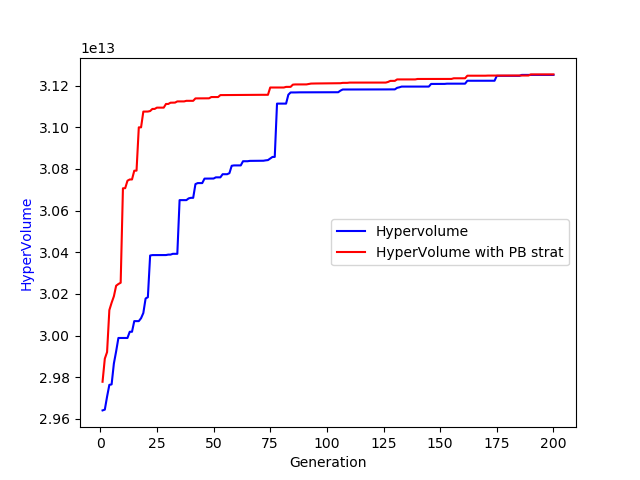 1e13
3.12
3.10
3.08
3.06
3.04
3.02
3.00
2.98
2.96
HyperVolume
Hypervolume
HyperVolume with PB strat
0 25 50 75 100 125 150 175 200
Generation